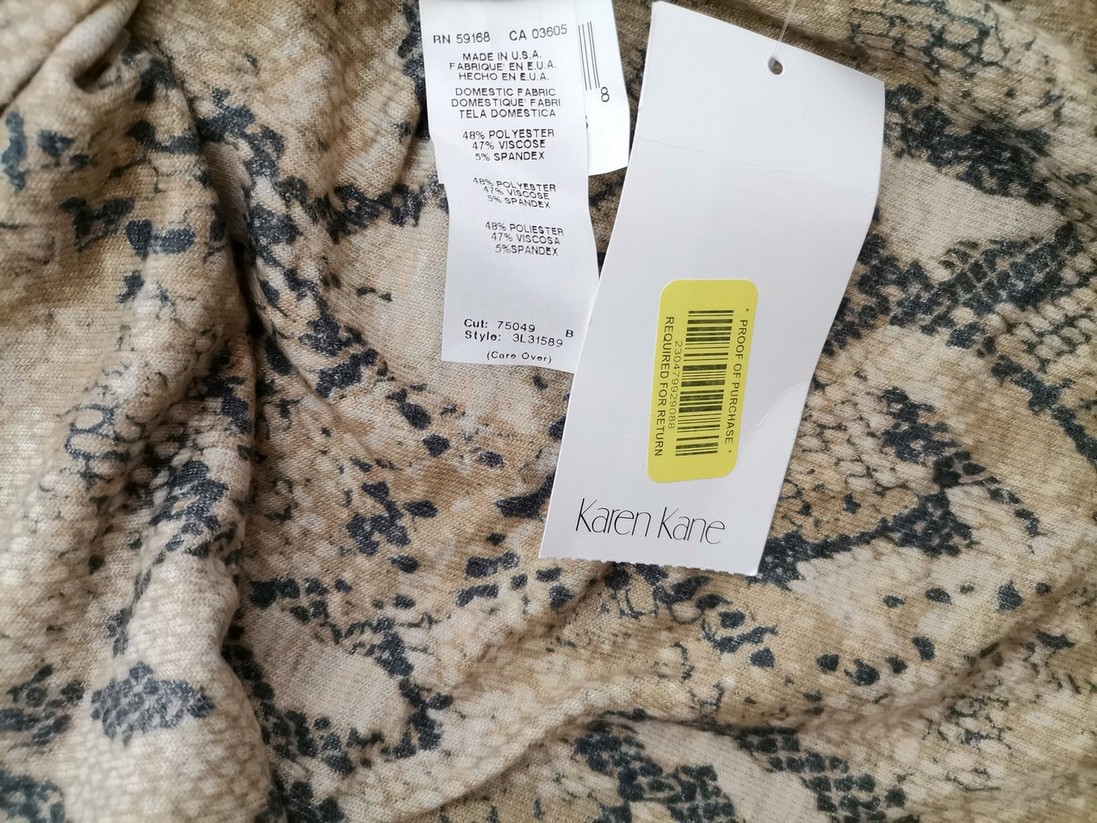 RN 59168 CA 03605
MADE IN U.S.A.
FABRIQUE' EN E.U.A.
HECHO EN E.U.A.
DOMESTIC FABRIC
DOMESTIQUE' FABRI
TELA DOMESTICA
48% POLYESTER
47% VISCOSE
5% SPANDEX
48% POLYESTER
47% VISCOSE
5% SPANDEX
48% POLIESTER
47% VISCOSA
5%SPANDEX
Cut: 75049 B
Style: 3L31589
(Care Over)
8
* PROOF OF PURCHASE *
230479929088
REQUIRED FOR RETURN
Karen Kane